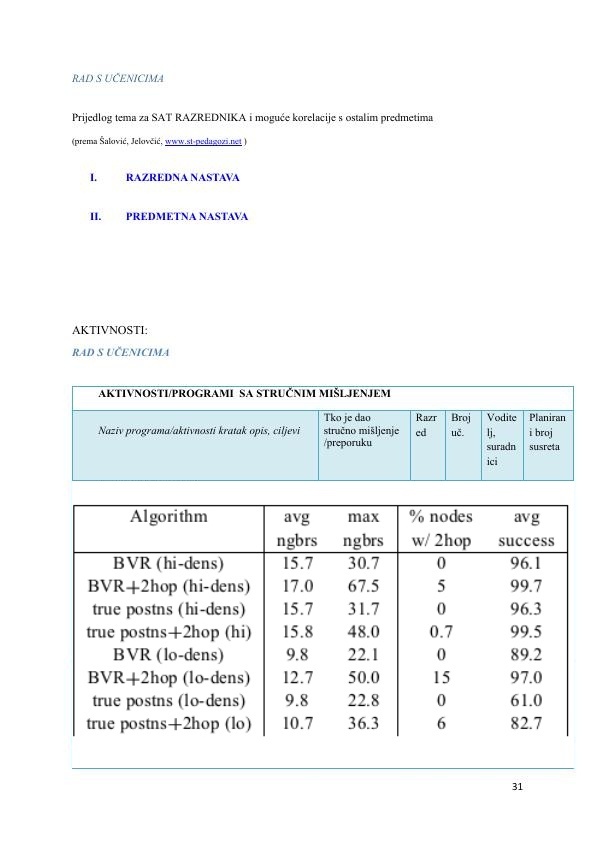 RAD S UČENICIMA
Prijedlog tema za SAT RAZREDNIKA i moguće korelacije s ostalim predmetima
(prema Šalović, Jelovčić, www.st-pedagozi.net )
I. RAZREDNA NASTAVA
II. PREDMETNA NASTAVA
AKTIVNOSTI:
RAD S UČENICIMA
AKTIVNOSTI/PROGRAMI SA STRUČNIM MIŠLJENJEM
Naziv programa/aktivnosti kratak opis, ciljevi
Tko je dao
stručno mišljenje
/preporuku
Razr
ed
Broj
uč.
Vodite
lj,
suradn
ici
Planiran
i broj
susreta
Algorithm avg max % nodes avg
ngbrs ngbrs w/ 2hop success
BVR (hi-dens) 15.7 30.7 0 96.1
BVR+2hop (hi-dens) 17.0 67.5 5 99.7
true postns (hi-dens) 15.7 31.7 0 96.3
true postns+2hop (hi) 15.8 48.0 0.7 99.5
BVR (lo-dens) 9.8 22.1 0 89.2
BVR+2hop (lo-dens) 12.7 50.0 15 97.0
true postns (lo-dens) 9.8 22.8 0 61.0
true postns+2hop (lo) 10.7 36.3 6 82.7
31